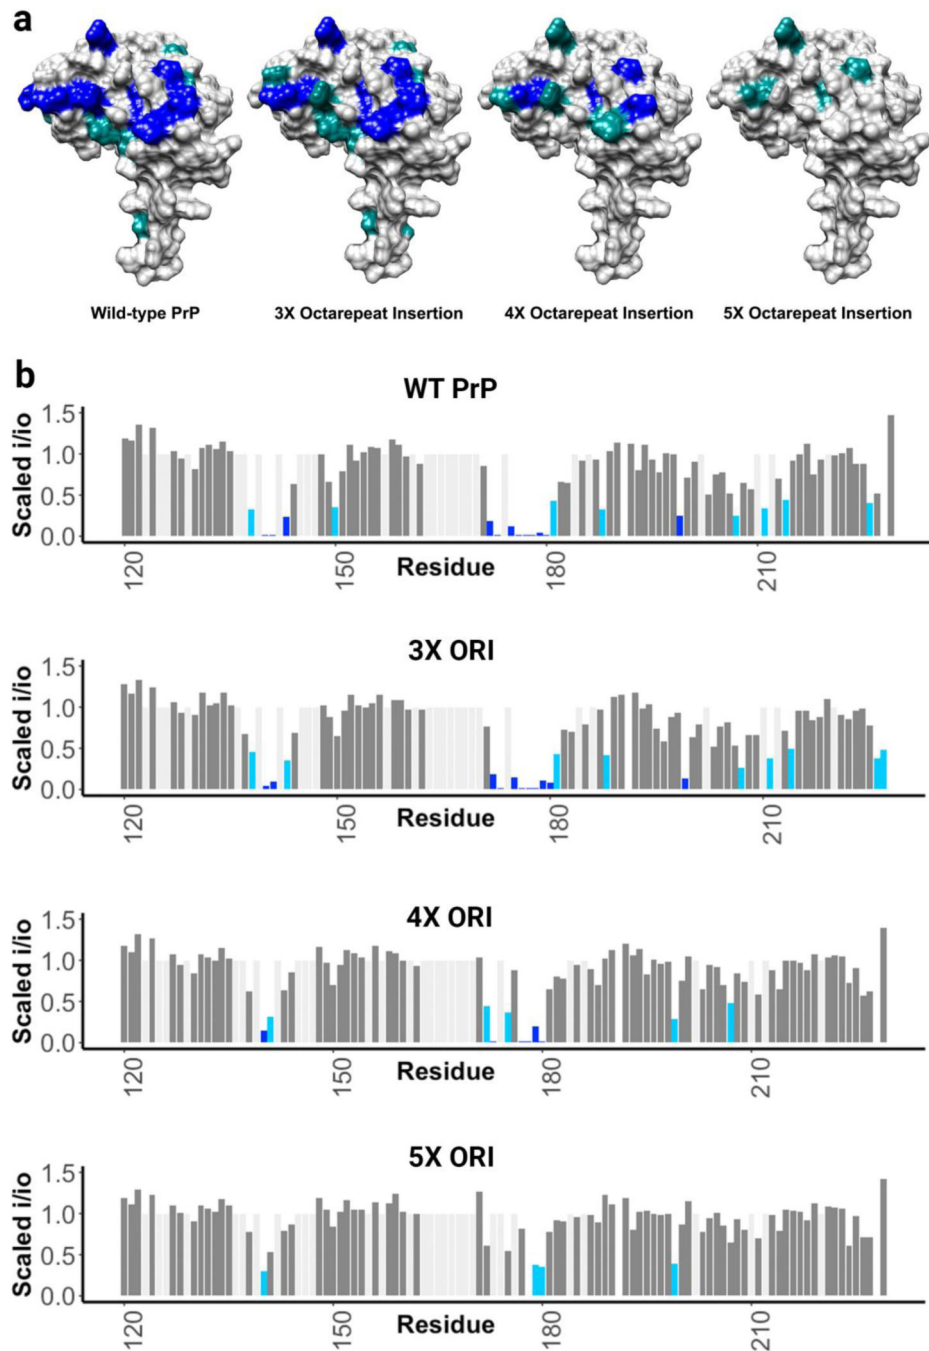 a
Wild-type PrP
3X Octarepeat Insertion
4X Octarepeat Insertion
5X Octarepeat Insertion
b
WT PrP
Scaled i/io
1.5
1.0
0.5
0.0
120
150
180
210
Residue
3X ORI
Scaled i/io
1.5
1.0
0.5
0.0
120
150
180
210
Residue
4X ORI
Scaled i/io
1.5
1.0
0.5
0.0
120
150
180
210
Residue
5X ORI
Scaled i/io
1.5
1.0
0.5
0.0
120
150
180
210
Residue